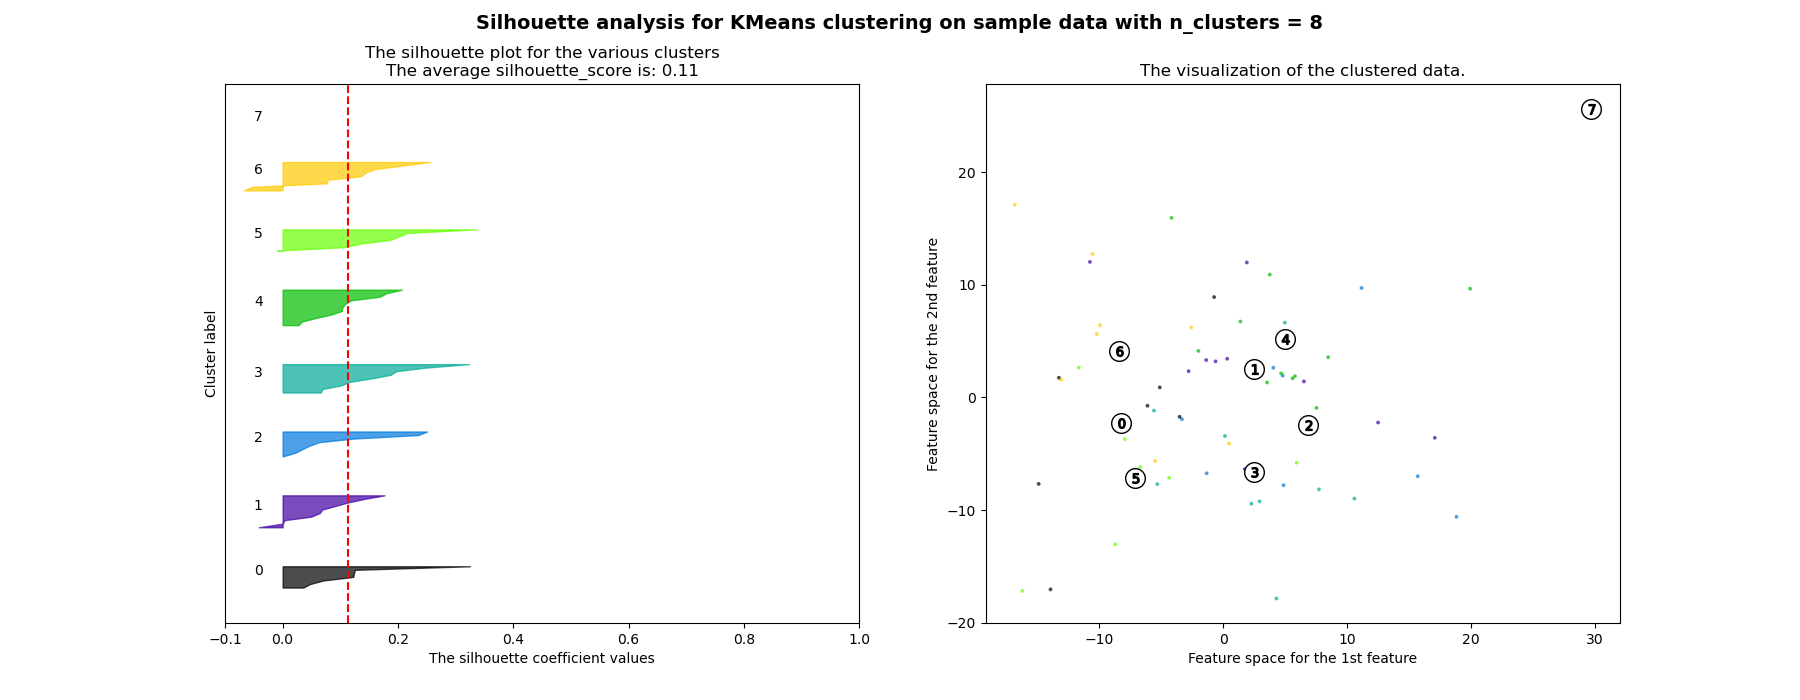 Silhouette analysis for KMeans clustering on sample data with n_clusters = 8
The silhouette plot for the various clusters
The average silhouette_score is: 0.11
7
6
5
4
3
2
1
0
Cluster label
−0.1 0.0 0.2 0.4 0.6 0.8 1.0
The silhouette coefficient values
The visualization of the clustered data.
20
10
0
−10
−20
Feature space for the 2nd feature
7
4
6
1
0
2
3
5
−10 0 10 20 30
Feature space for the 1st feature